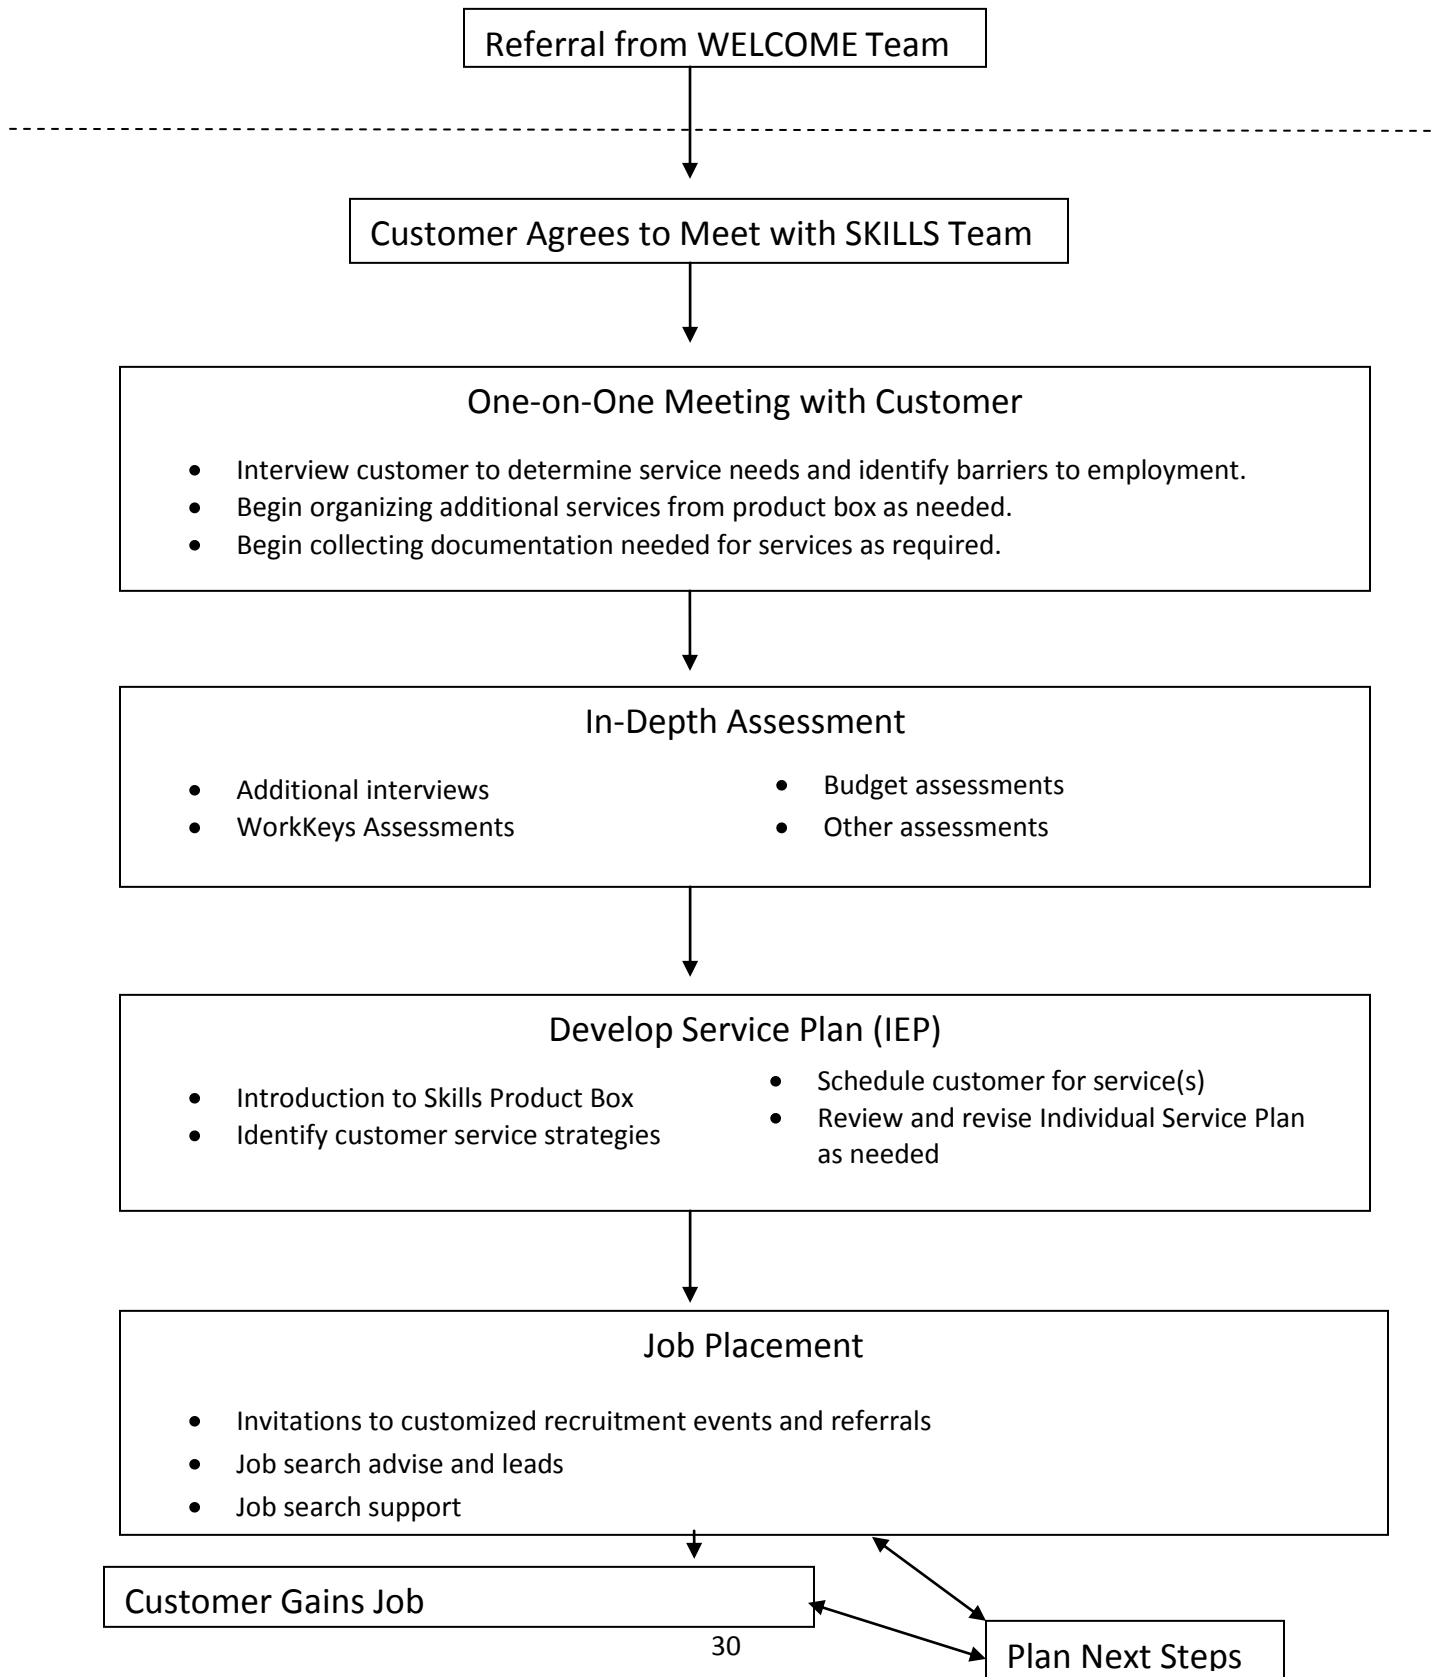 Referral from WELCOME Team
Customer Agrees to Meet with SKILLS Team
One-on-One Meeting with Customer
• Interview customer to determine service needs and identify barriers to employment.
• Begin organizing additional services from product box as needed.
• Begin collecting documentation needed for services as required.
In-Depth Assessment
• Additional interviews
• WorkKeys Assessments
• Budget assessments
• Other assessments
Develop Service Plan (IEP)
• Introduction to Skills Product Box
• Identify customer service strategies
• Schedule customer for service(s)
• Review and revise Individual Service Plan
as needed
Job Placement
• Invitations to customized recruitment events and referrals
• Job search advise and leads
• Job search support
Customer Gains Job
30
Plan Next Steps